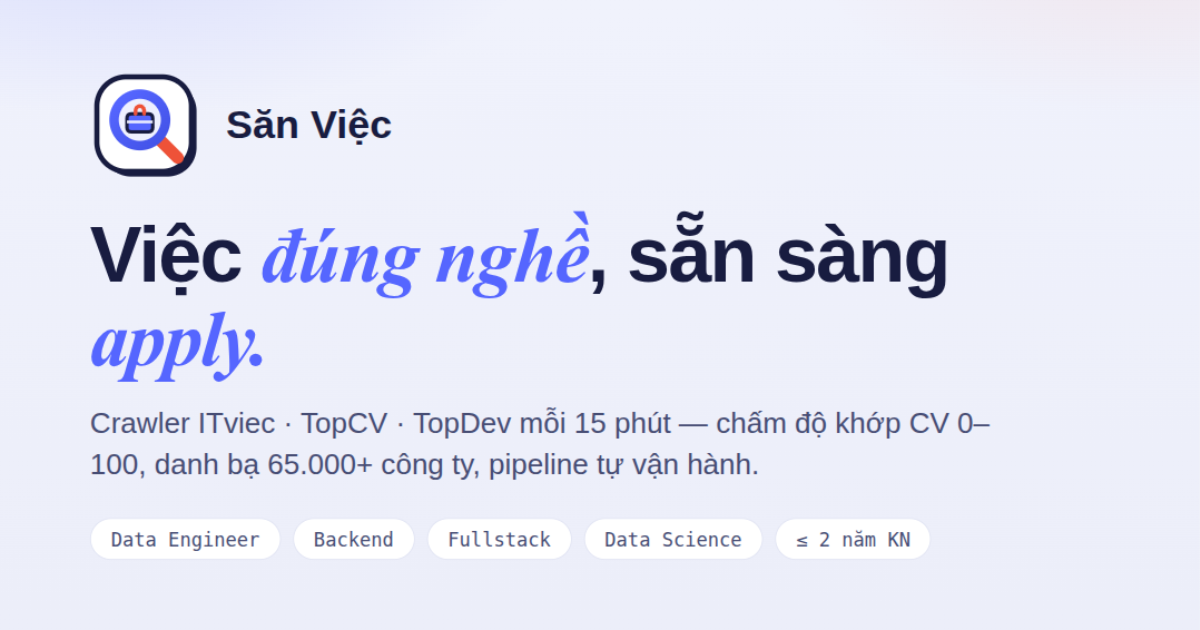 Săn Việc
Việc đúng nghề, sẵn sàng
apply.
Crawler ITviec · TopCV · TopDev mỗi 15 phút — chấm độ khớp CV 0–
100, danh bạ 65.000+ công ty, pipeline tự vận hành.
Data Engineer Backend Fullstack Data Science ≤ 2 năm KN